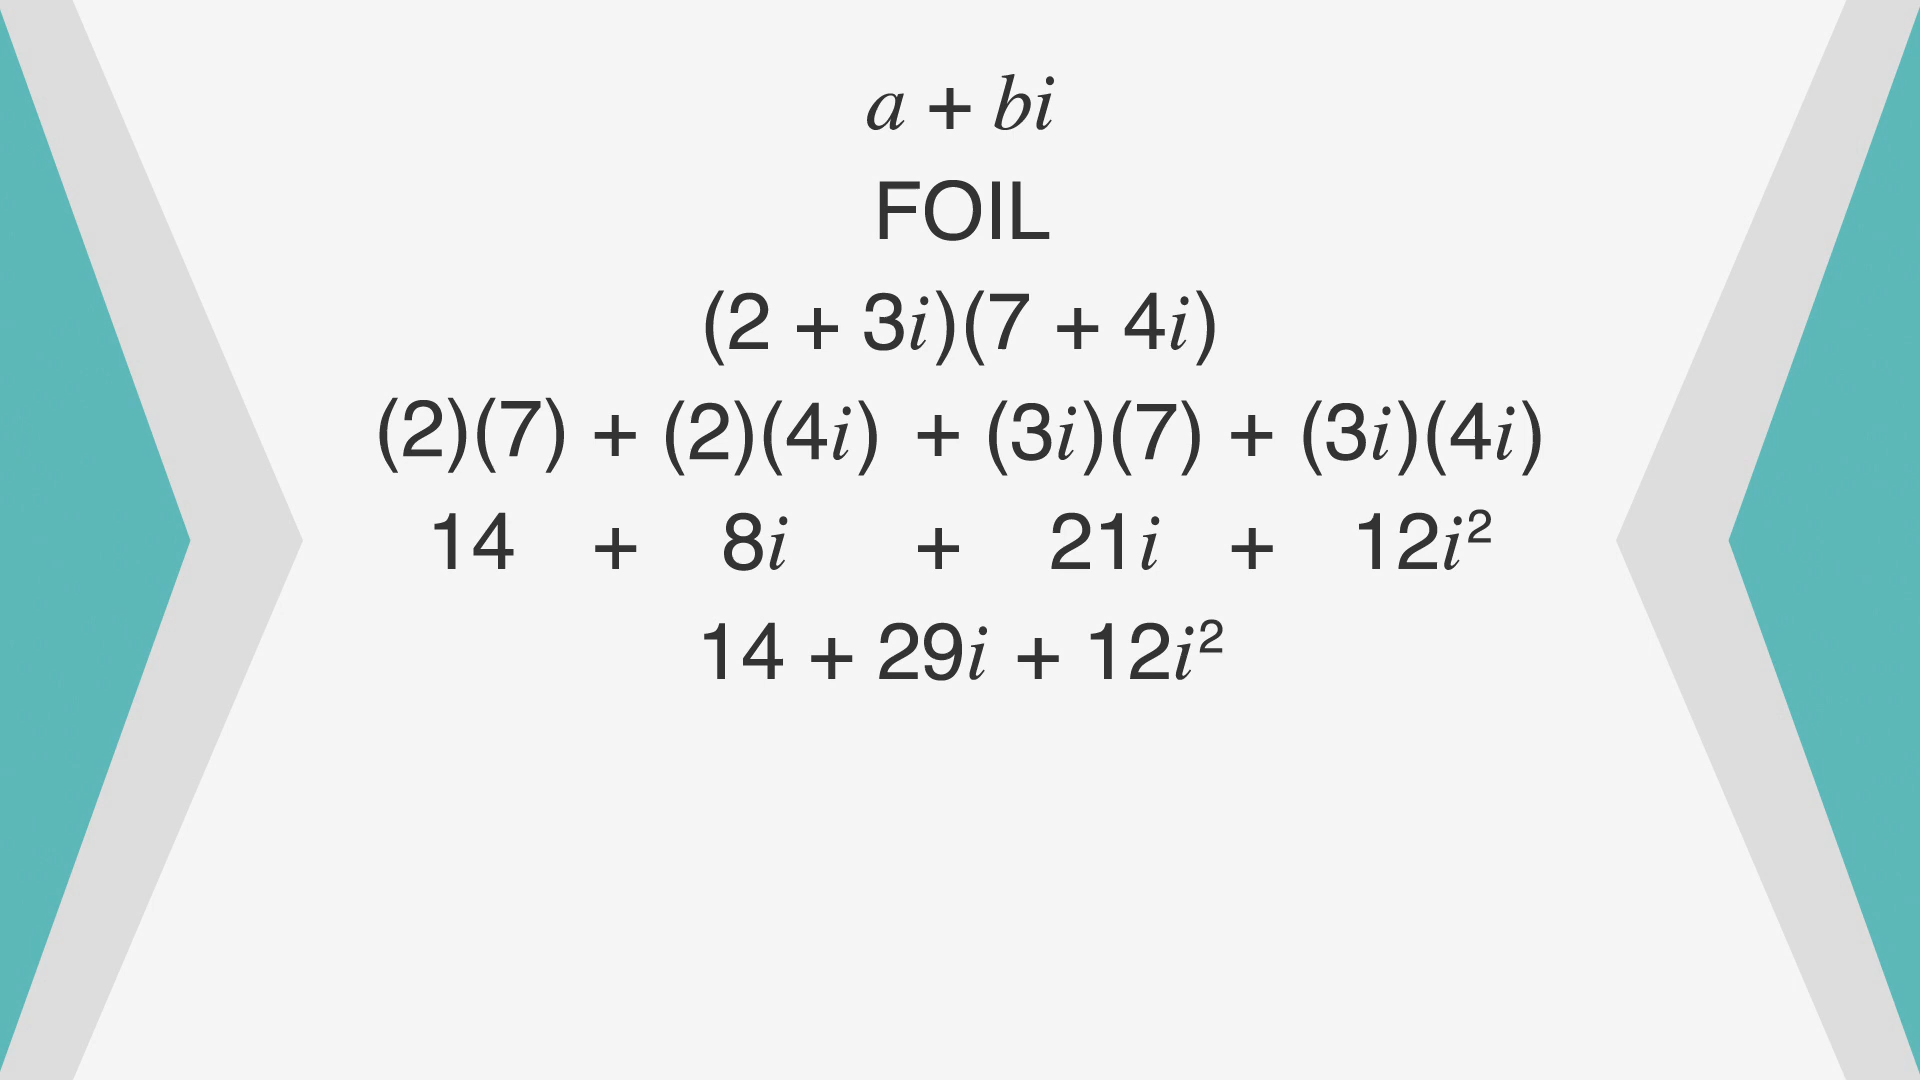 a + bi
FOIL
(2 + 3i)(7 + 4i)
(2)(7) + (2)(4i) + (3i)(7) + (3i)(4i)
14 + 8i + 21i + 12i²
14 + 29i + 12i²